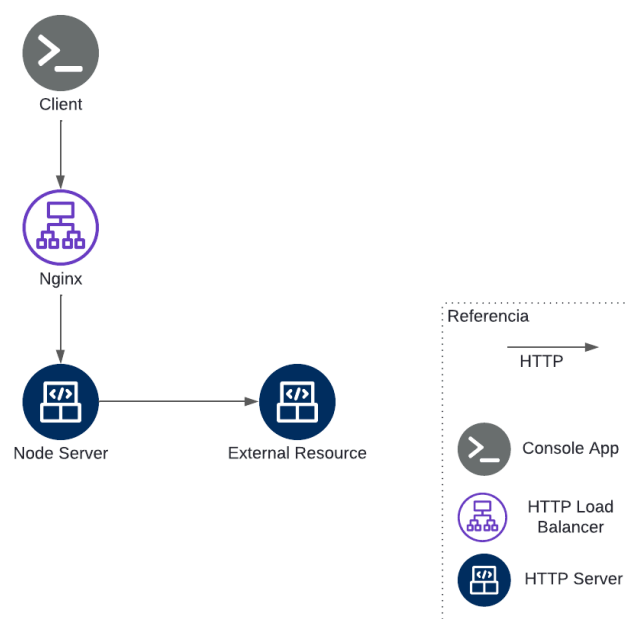 Client
Nginx
Node Server
External Resource
Referencia
HTTP
Console App
HTTP Load
Balancer
HTTP Server